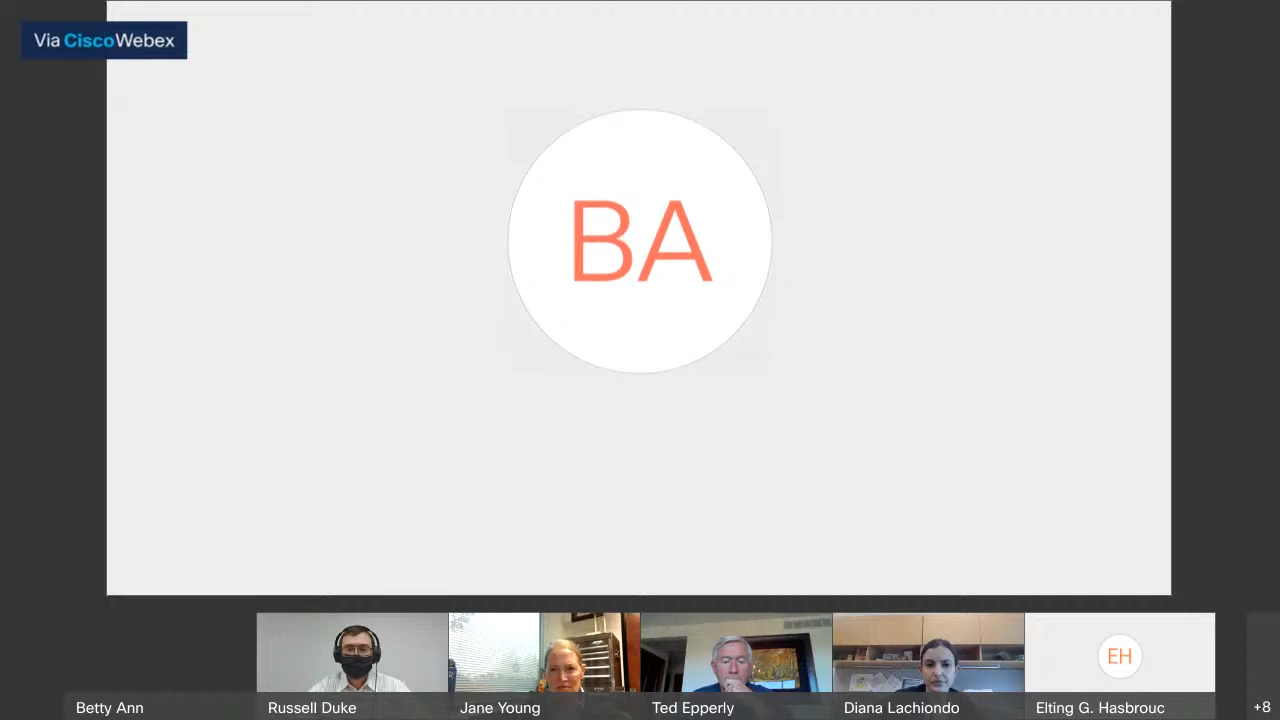 Via CiscoWebex
BA
EH
Betty Ann
Russell Duke
Jane Young
Ted Epperly
Diana Lachiondo
Elting G. Hasbrouc
+8